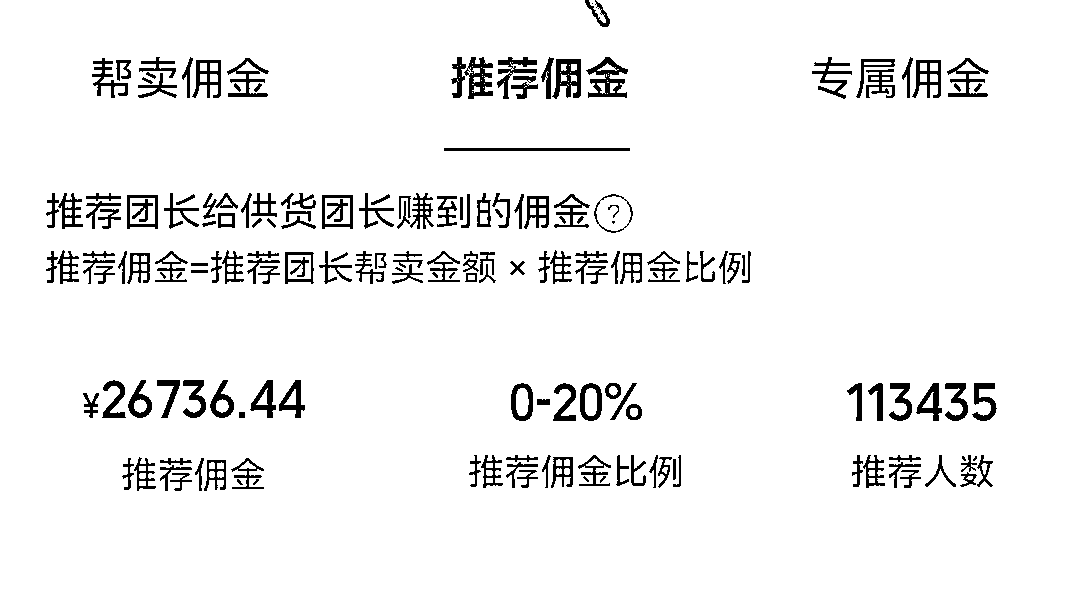 帮卖佣金 推荐佣金 专属佣金
推荐团长给供货团长赚到的佣金?
推荐佣金=推荐团长帮卖金额 × 推荐佣金比例
¥26736.44 0-20% 113435
推荐佣金 推荐佣金比例 推荐人数